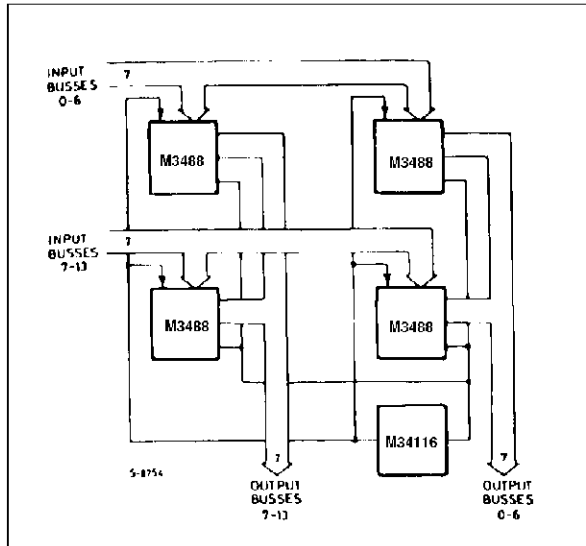 INPUT
BUSSES
0-6
7
M3488
M3488
INPUT
BUSSES
7-13
7
M3488
M3488
M34116
S-8754
7
OUTPUT
BUSSES
7-13
7
OUTPUT
BUSSES
0-6